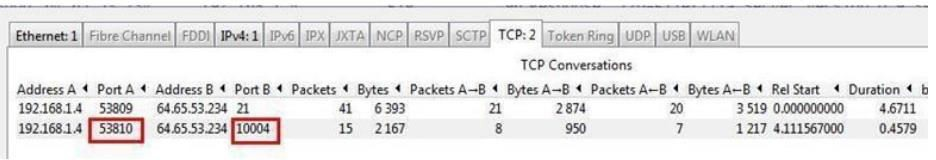 Ethernet: 1 Fibre Channel FDDI IPv4: 1 IPv6 IPX JXTA NCP RSVP SCTP TCP: 2 Token Ring UDP USB WLAN
TCP Conversations
Address A Port A Address B Port B Packets Bytes Packets A→B Bytes A→B Packets A←B Bytes A←B Rel Start Duration b
192.168.1.4 53809 64.65.53.234 21 41 6 393 21 2 874 20 3 519 0.000000000 4.6711
192.168.1.4 53810 64.65.53.234 10004 15 2 167 8 950 7 1 217 4.111567000 0.4579